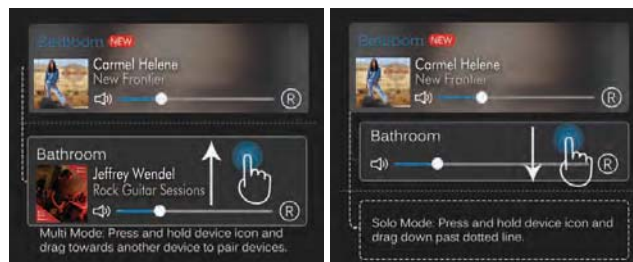 Bedroom NEW
Carmel Helene
New Frontier
R
Bathroom
Jeffrey Wendel
Rock Guitar Sessions
R
Multi Mode: Press and hold device icon and
drag towards another device to pair devices.
Bedroom NEW
Carmel Helene
New Frontier
R
Bathroom
R
Solo Mode: Press and hold device icon and
drag down past dotted line.